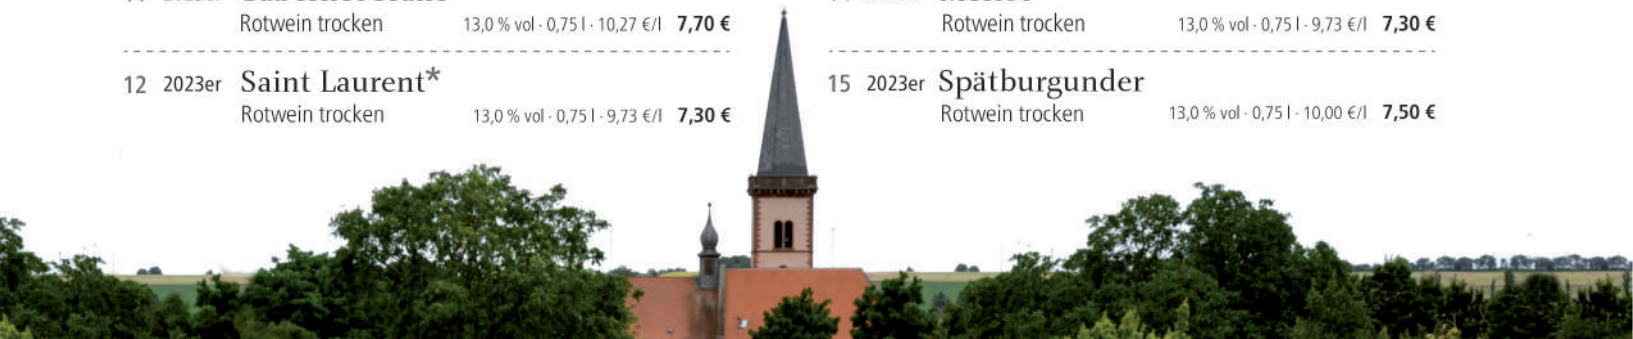 Rotwein trocken 13,0 % vol · 0,75 l · 10,27 €/l 7,70 €
12 2023er Saint Laurent*
Rotwein trocken 13,0 % vol · 0,75 l · 9,73 €/l 7,30 €
Rotwein trocken 13,0 % vol · 0,75 l · 9,73 €/l 7,30 €
15 2023er Spätburgunder
Rotwein trocken 13,0 % vol · 0,75 l · 10,00 €/l 7,50 €